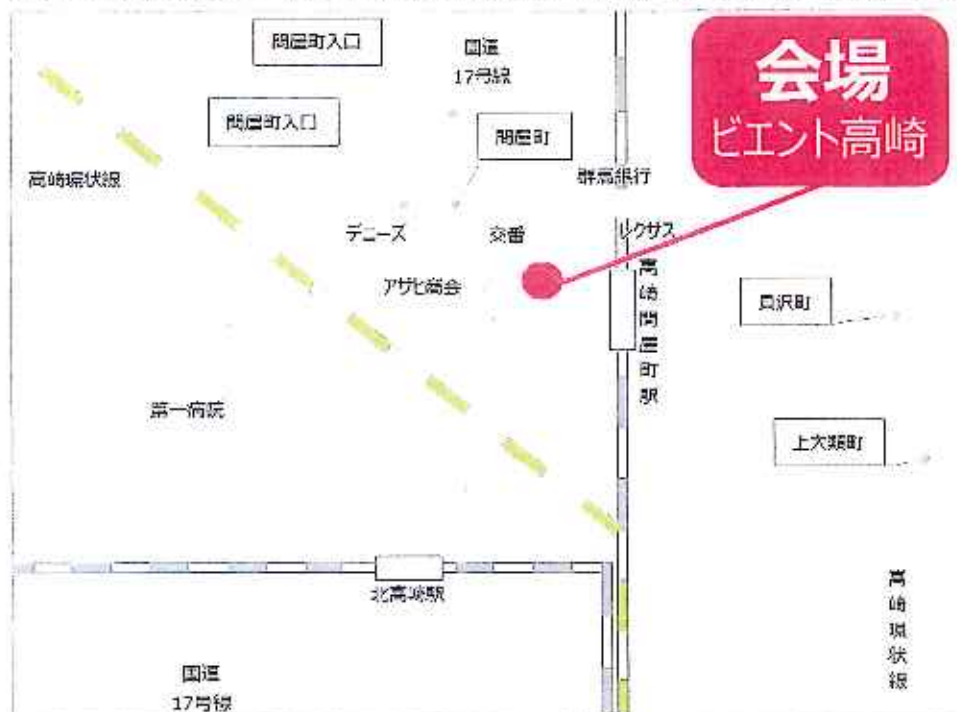 問屋町入口
国道
17号線
会場
ビエント高崎
問屋町入口
問屋町
高崎環状線
群馬銀行
デニーズ
交番
レクサス
アサヒ商会
高崎問屋町駅
貝沢町
第一病院
上大類町
北高崎駅
高崎環状線
国道
17号線